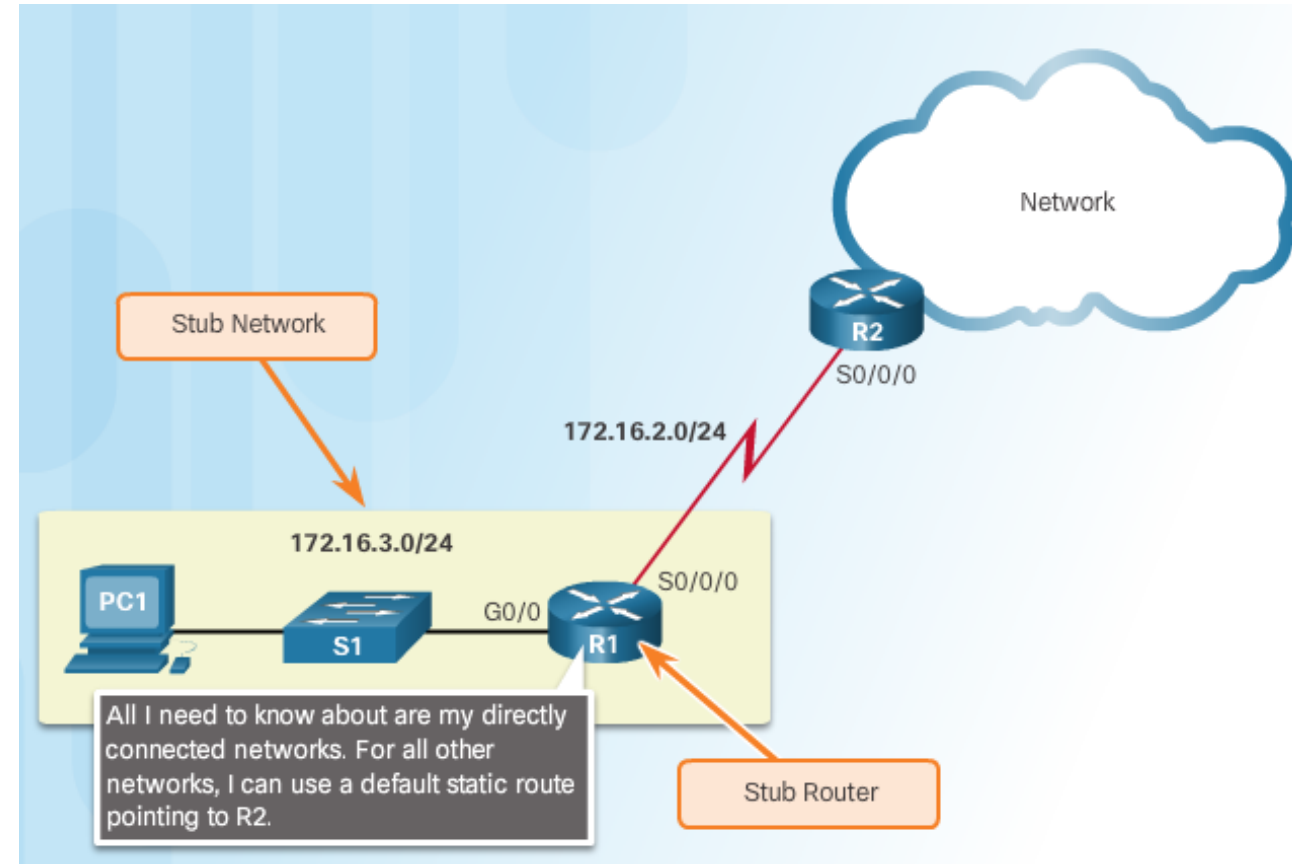 Network
Stub Network
R2
S0/0/0
172.16.2.0/24
172.16.3.0/24
S0/0/0
PC1
G0/0
S1
R1
All I need to know about are my directly
connected networks. For all other
networks, I can use a default static route
pointing to R2.
Stub Router